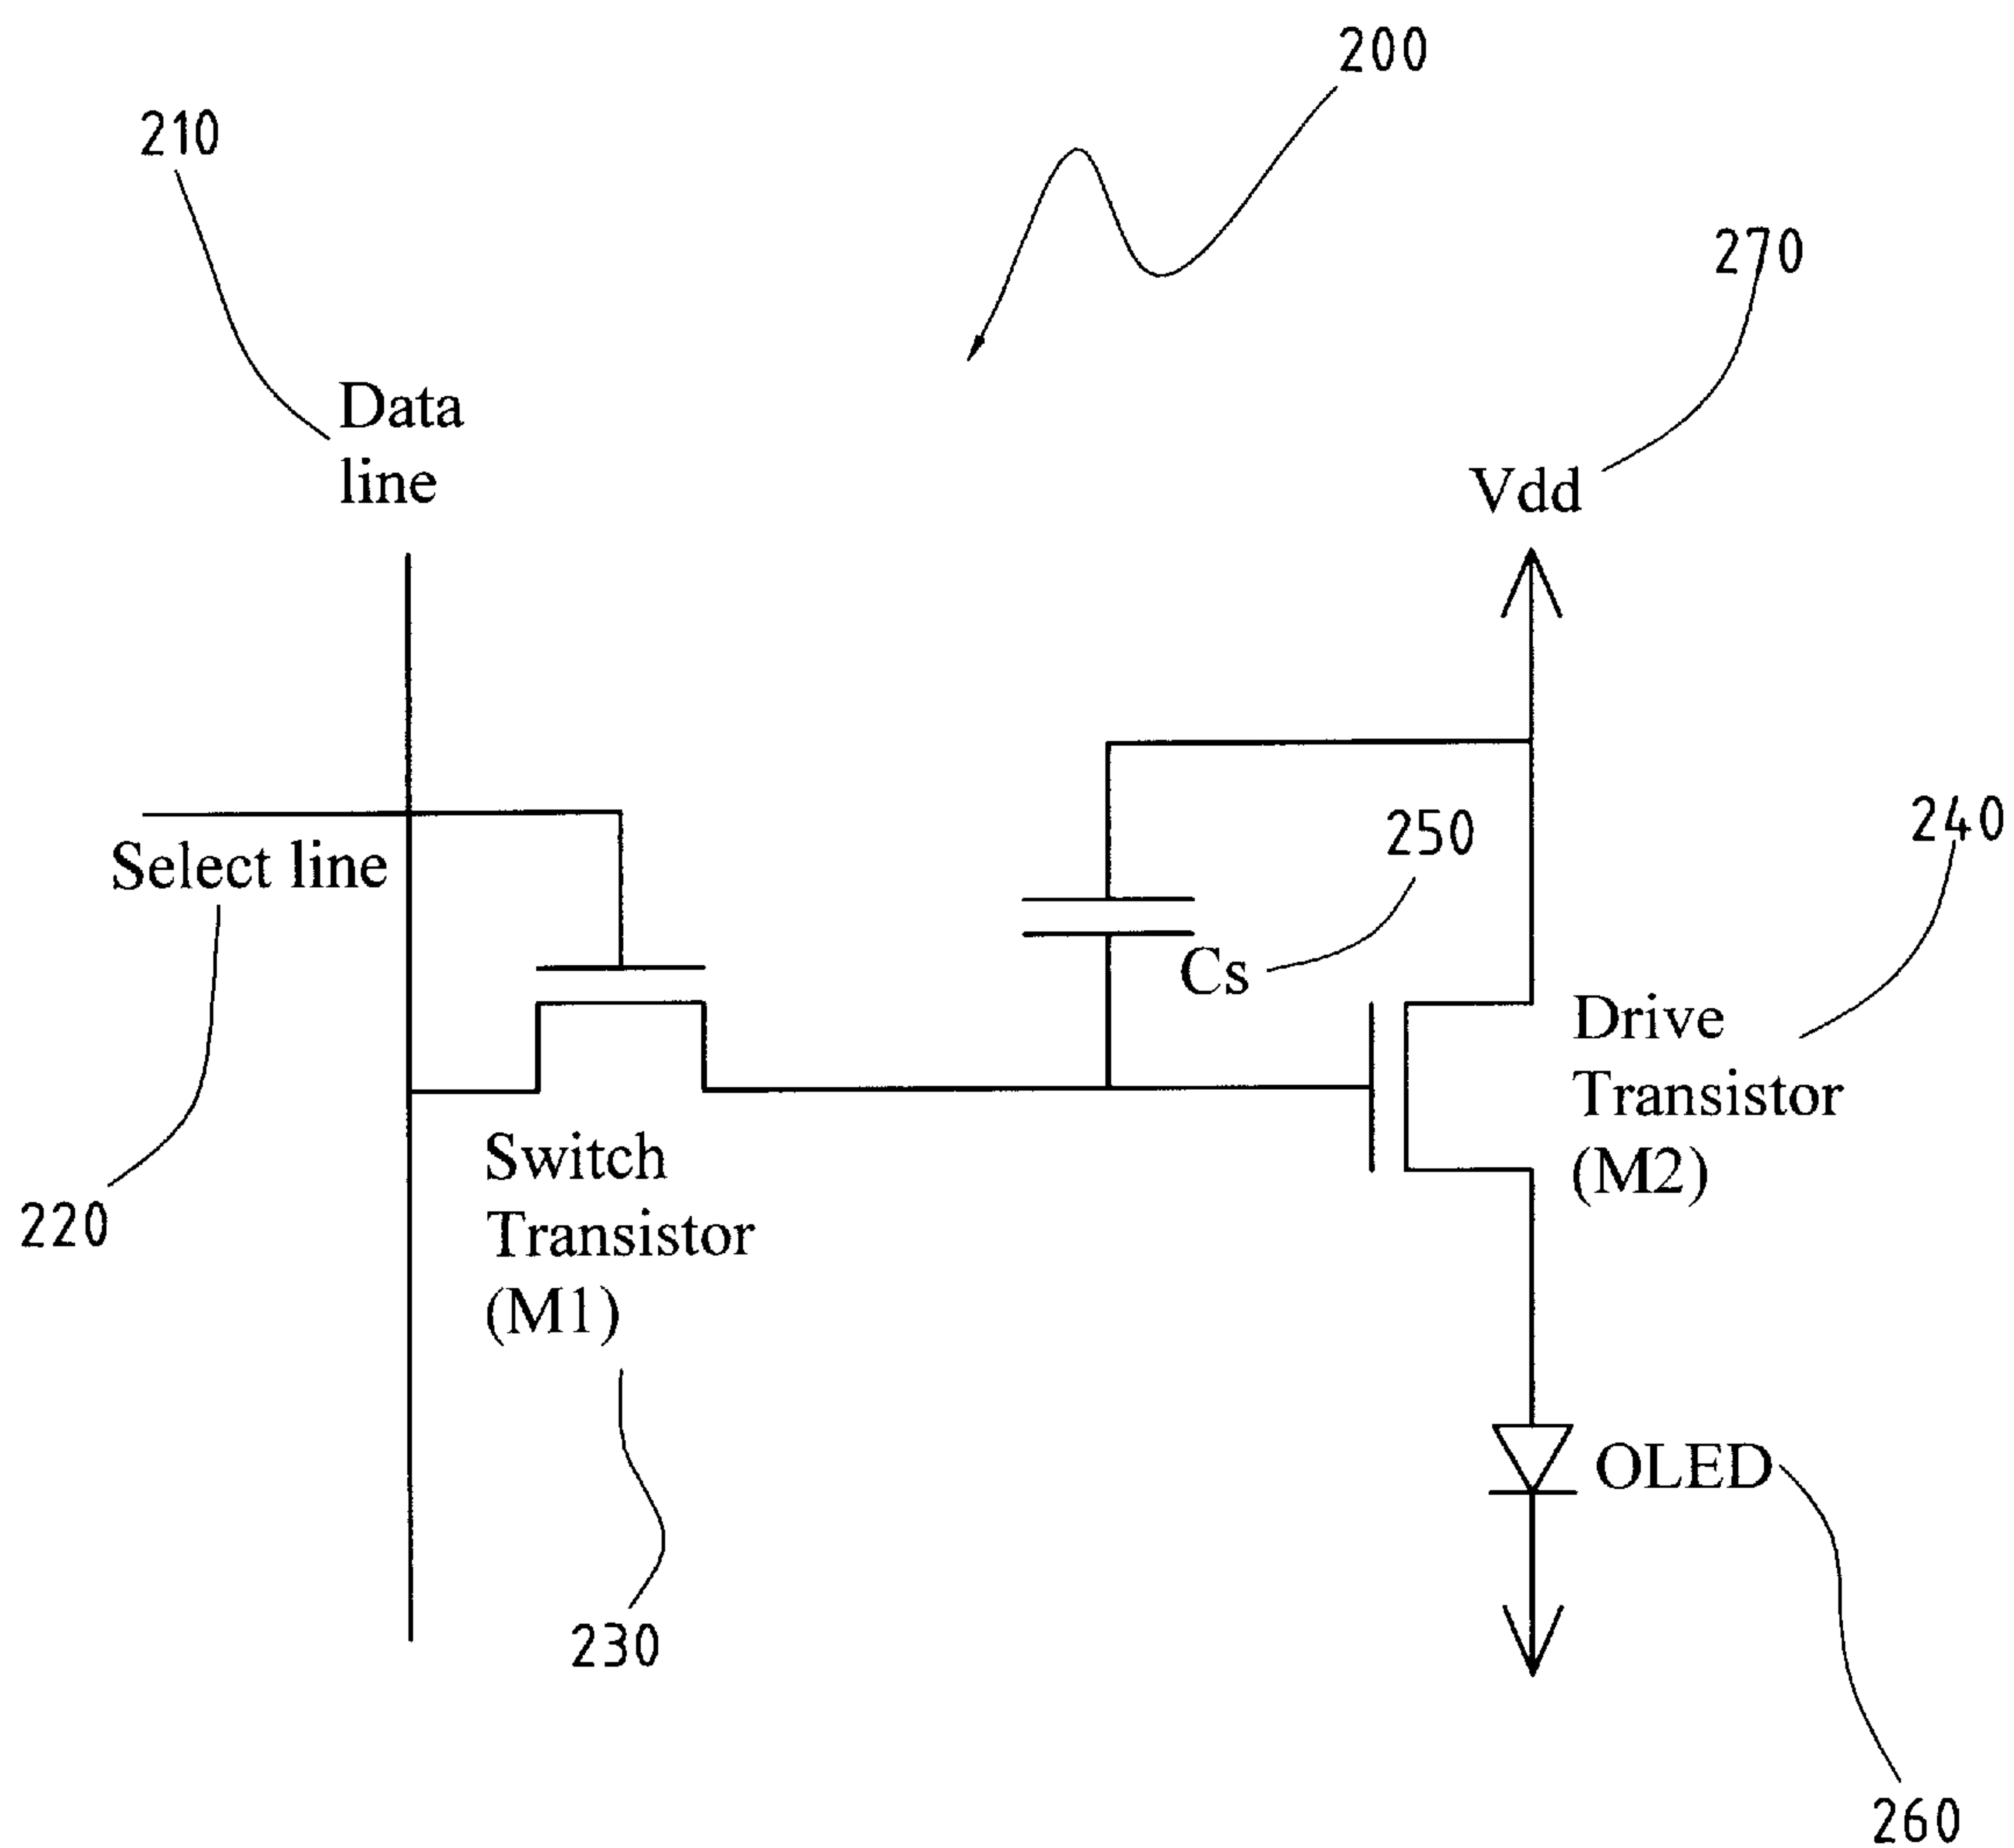 200
210
270
Data
line
Vdd
250
240
Select line
Cs
Drive
Transistor
(M2)
Switch
Transistor
(M1)
220
OLED
230
260